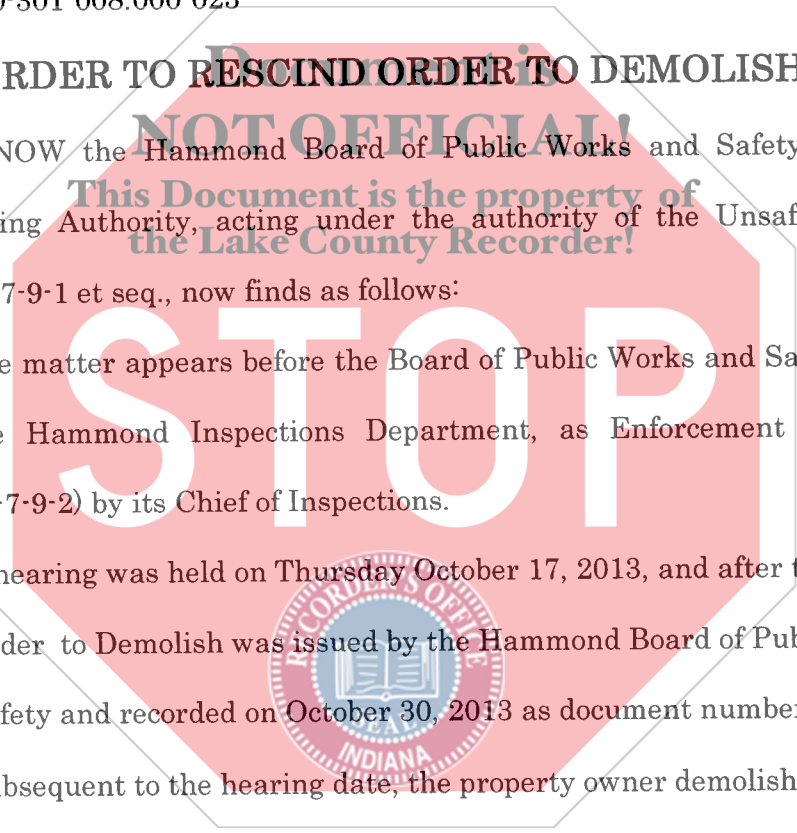 0-301-008.000-023
RDER TO RESCIND ORDER TO DEMOLISH
Document is
NOT OFFICIAL!
NOW the Hammond Board of Public Works and Safety
This Document is the property of
ing Authority, acting under the authority of the Unsaf
the Lake County Recorder!
7-9-1 et seq., now finds as follows:
STOP
e matter appears before the Board of Public Works and Sa
e Hammond Inspections Department, as Enforcement
-7-9-2) by its Chief of Inspections.
hearing was held on Thursday October 17, 2013, and after t
RECORDER'S OFFICE
der to Demolish was issued by the Hammond Board of Pub
fety and recorded on October 30, 2013 as document number
SEAL
INDIANA
bsequent to the hearing date, the property owner demolish